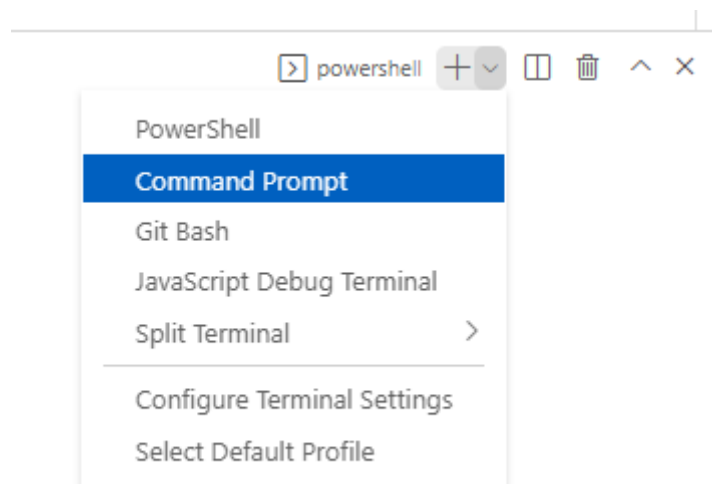 powershell
PowerShell
Command Prompt
Git Bash
JavaScript Debug Terminal
Split Terminal
Configure Terminal Settings
Select Default Profile